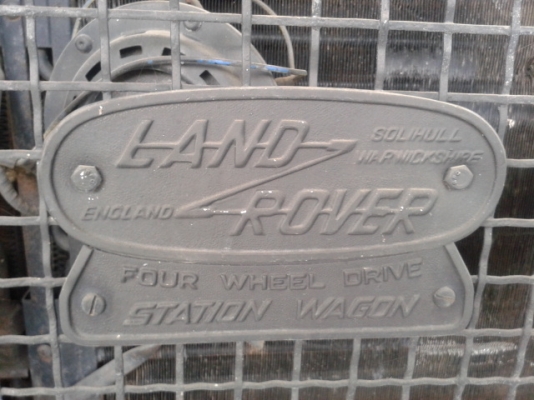 LAND
SOLIHULL
WARWICKSHIRE
ENGLAND
ROVER
FOUR WHEEL DRIVE
STATION WAGON